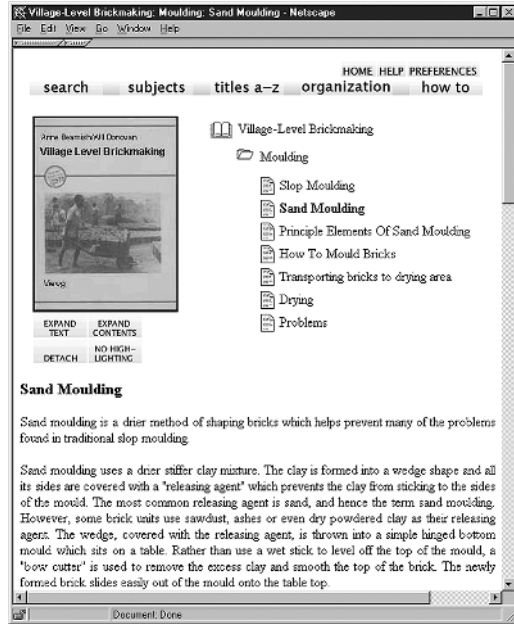 Village-Level Brickmaking: Moulding: Sand Moulding - Netscape
File Edit View Go Window Help
HOME HELP PREFERENCES
search subjects titles a-z organization how to
Anne Beamish/Will Donovan
Village Level Brickmaking
Vieweg
EXPAND TEXT
EXPAND CONTENTS
DETACH
NO HIGH-LIGHTING
Village-Level Brickmaking
Moulding
Slop Moulding
Sand Moulding
Principle Elements Of Sand Moulding
How To Mould Bricks
Transporting bricks to drying area
Drying
Problems
Sand Moulding
Sand moulding is a drier method of shaping bricks which helps prevent many of the problems
found in traditional slop moulding.
Sand moulding uses a drier stiffer clay mixture. The clay is formed into a wedge shape and all
its sides are covered with a "releasing agent" which prevents the clay from sticking to the sides
of the mould. The most common releasing agent is sand, and hence the term sand moulding.
However, some brick units use sawdust, ashes or even dry powdered clay as their releasing
agent. The wedge, covered with the releasing agent, is thrown into a simple hinged bottom
mould which sits on a table. Rather than use a wet stick to level off the top of the mould, a
"bow cutter" is used to remove the excess clay and smooth the top of the brick. The newly
formed brick slides easily out of the mould onto the table top.
Document: Done